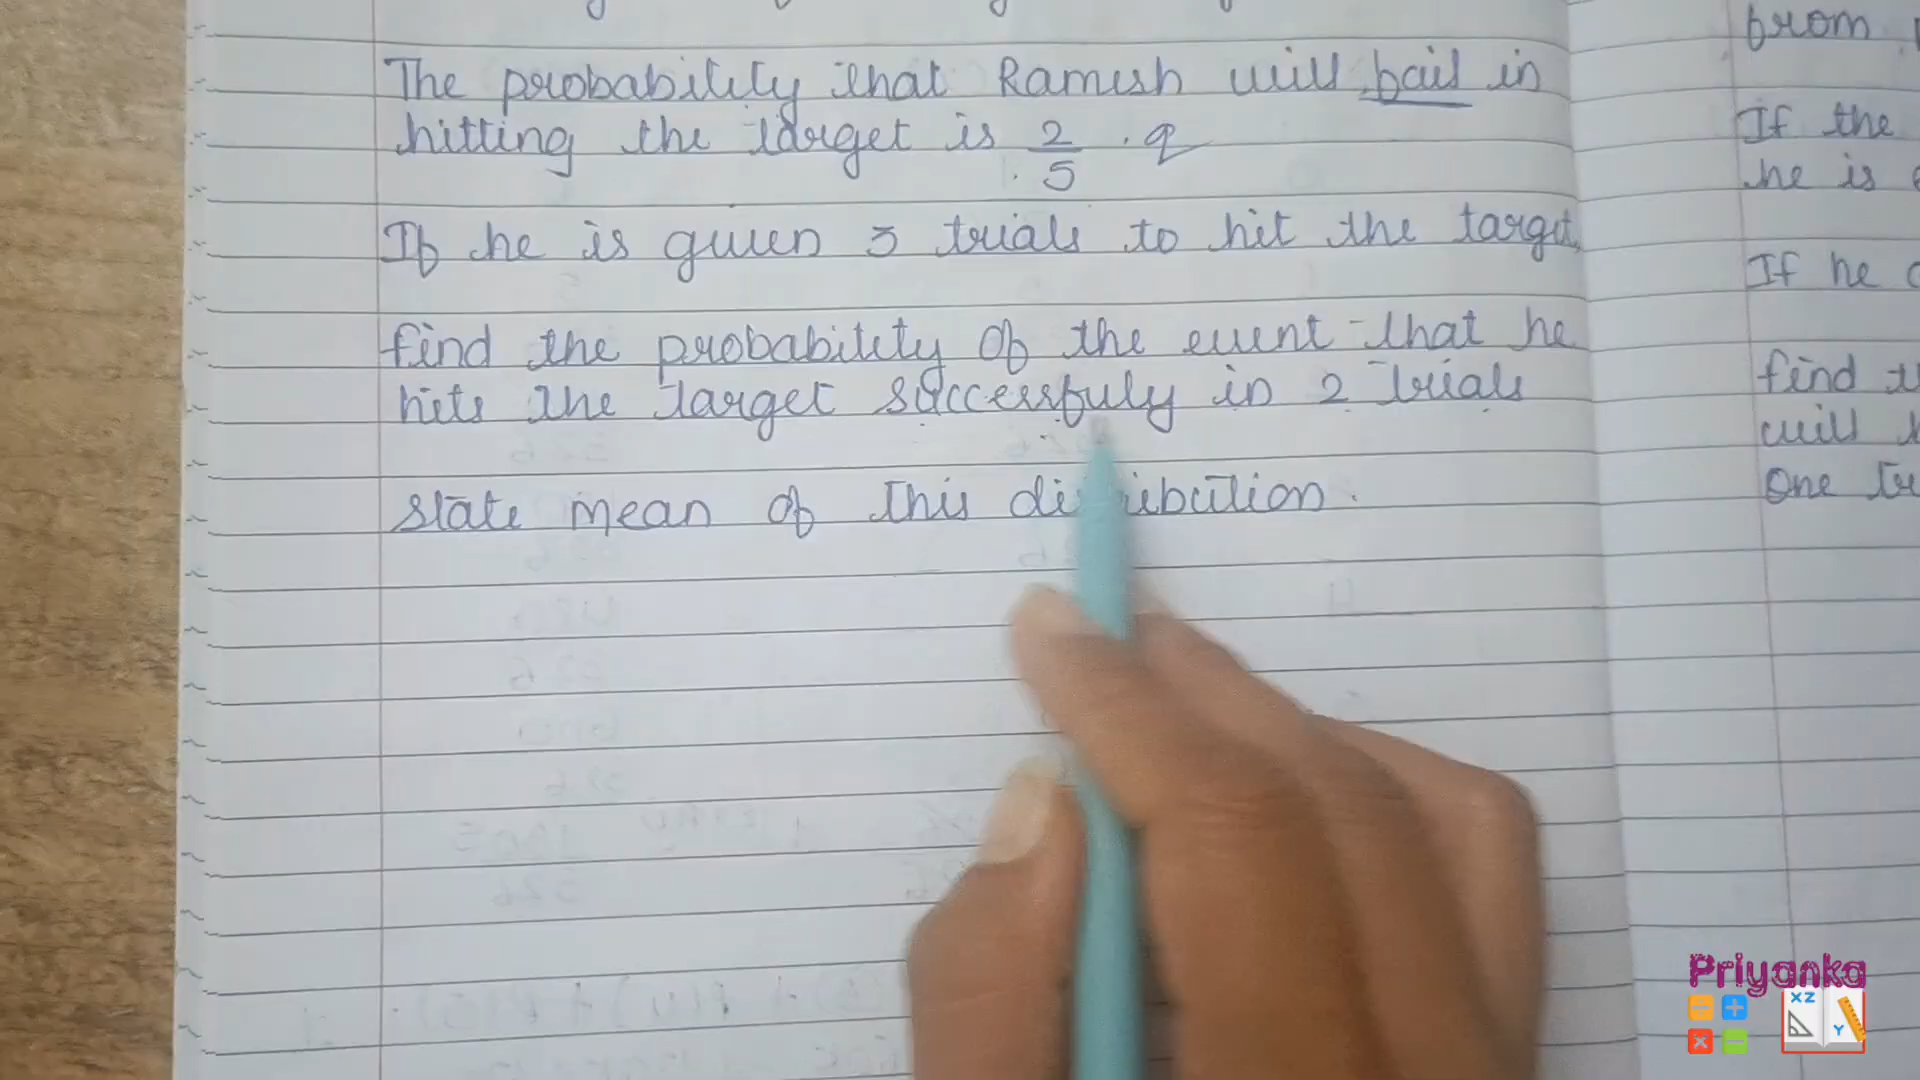 The probability that Ramesh will fail in
hitting the target is 2/5 . q
If he is given 3 trials to hit the target,
find the probability of the event that he
hits the target successfuly in 2 trials
state mean of this distribution.
from
If the
he is
If he
find
will
One
Priyanka
XZ
Y